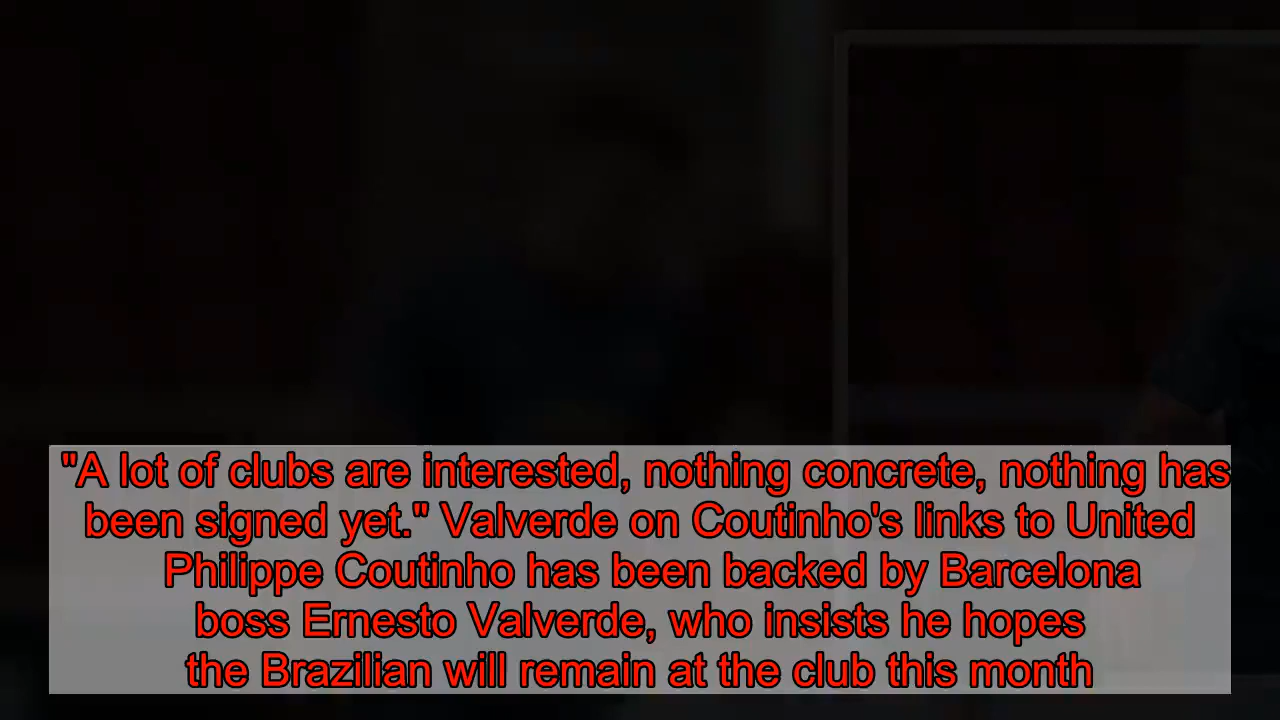 "A lot of clubs are interested, nothing concrete, nothing has
been signed yet." Valverde on Coutinho's links to United
Philippe Coutinho has been backed by Barcelona
boss Ernesto Valverde, who insists he hopes
the Brazilian will remain at the club this month